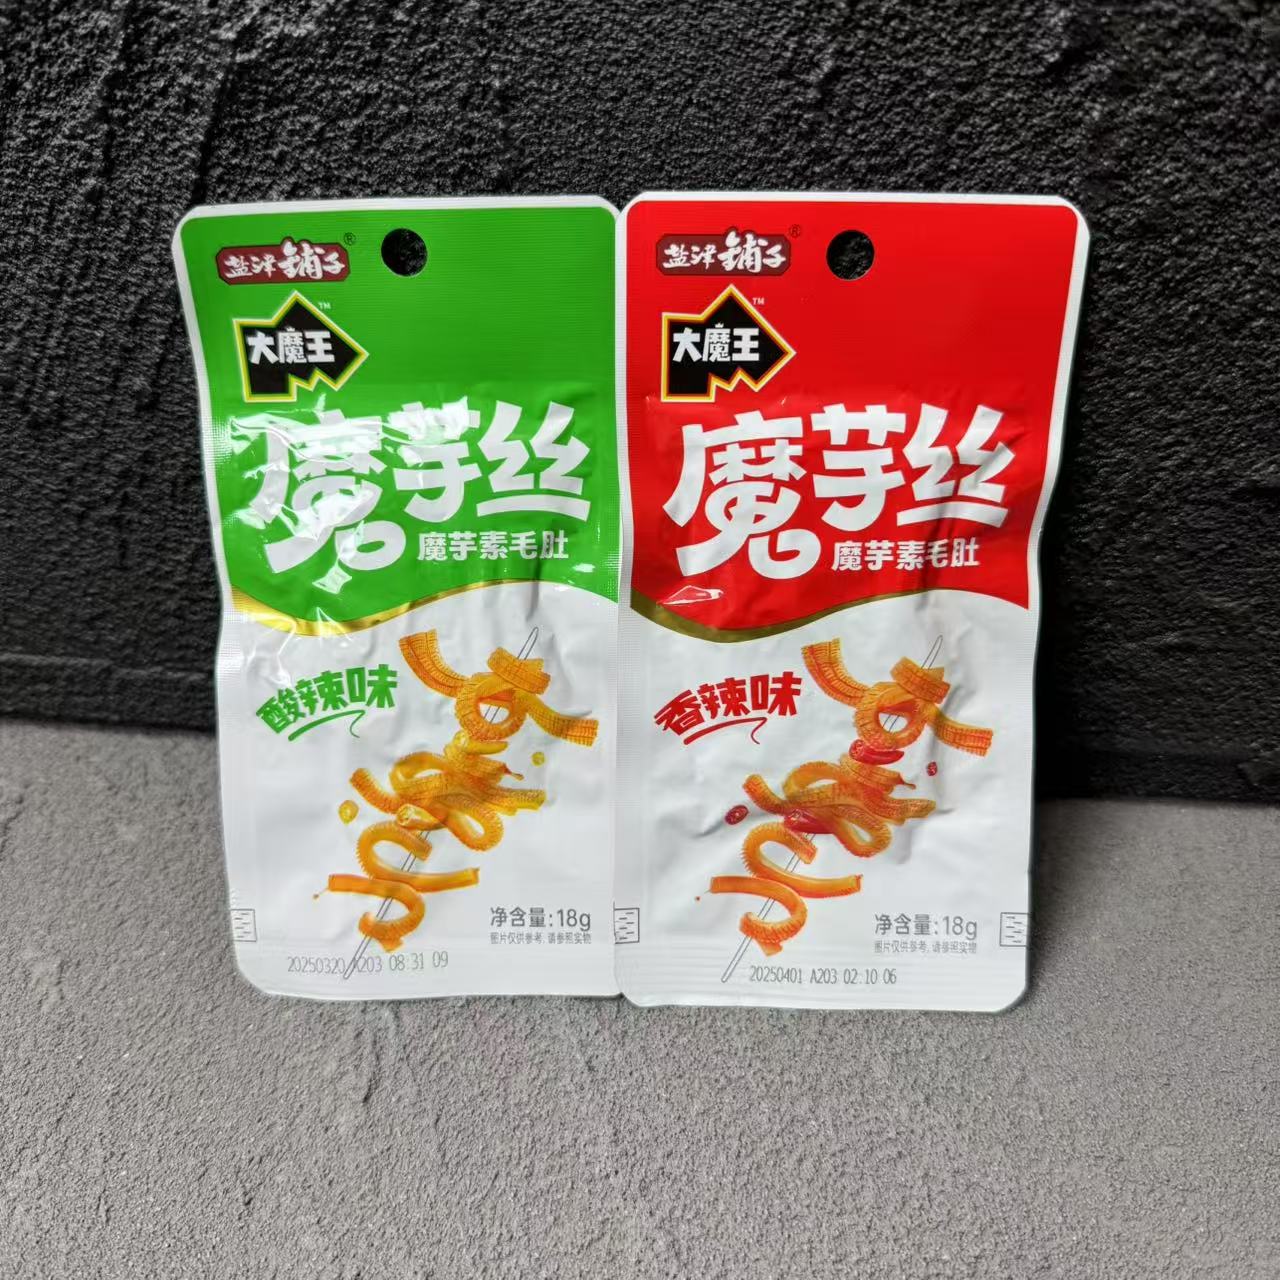 盐津铺子®
大魔王™
魔芋丝
魔芋素毛肚
酸辣味
净含量:18g
图片仅供参考, 请参照实物
20250320 A203 08:31 09
盐津铺子®
大魔王™
魔芋丝
魔芋素毛肚
香辣味
净含量:18g
图片仅供参考, 请参照实物
20250401 A203 02:10 06